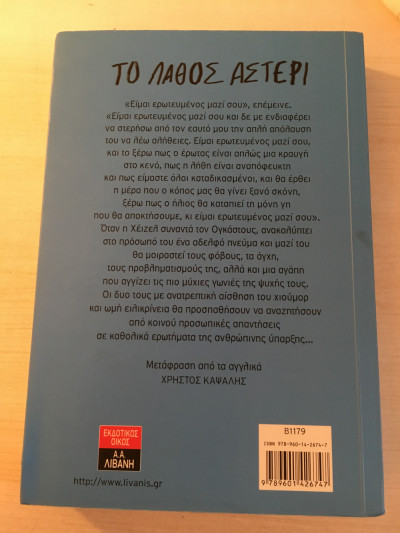 ΤΟ ΛΑΘΟΣ ΑΣΤΕΡΙ
«Είμαι ερωτευμένος μαζί σου», επέμεινε.
«Είμαι ερωτευμένος μαζί σου και δε με ενδιαφέρει
να στερήσω από τον εαυτό μου την απλή απόλαυση
του να λέω αλήθειες. Είμαι ερωτευμένος μαζί σου,
και το ξέρω πως ο έρωτας είναι απλώς μια κραυγή
στο κενό, πως η λήθη είναι αναπόφευκτη
και πως είμαστε όλοι καταδικασμένοι, και θα έρθει
η μέρα που ο κόπος μας θα γίνει ξανά σκόνη,
ξέρω πως ο ήλιος θα καταπιεί τη μόνη γη
που θα αποκτήσουμε, κι είμαι ερωτευμένος μαζί σου».
Όταν η Χέιζελ συναντά τον Ογκάστους, ανακαλύπτει
στο πρόσωπό του ένα αδελφό πνεύμα και μαζί του
θα μοιραστεί τους φόβους, τα άγχη,
τους προβληματισμούς της, αλλά και μια αγάπη
που αγγίζει τις πιο μύχιες γωνιές της ψυχής τους.
Οι δυο τους με ανατρεπτική αίσθηση του χιούμορ
και ωμή ειλικρίνεια θα προσπαθήσουν να αναζητήσουν
από κοινού προσωπικές απαντήσεις
σε καθολικά ερωτήματα της ανθρώπινης ύπαρξης...
Μετάφραση από τα αγγλικά
ΧΡΗΣΤΟΣ ΚΑΨΑΛΗΣ
ΕΚΔΟΤΙΚΟΣ
ΟΙΚΟΣ
Α.Α.
ΛΙΒΑΝΗ
http://www.livanis.gr
Β1179
ISBN 978-960-14-2674-7
9 789601 426747